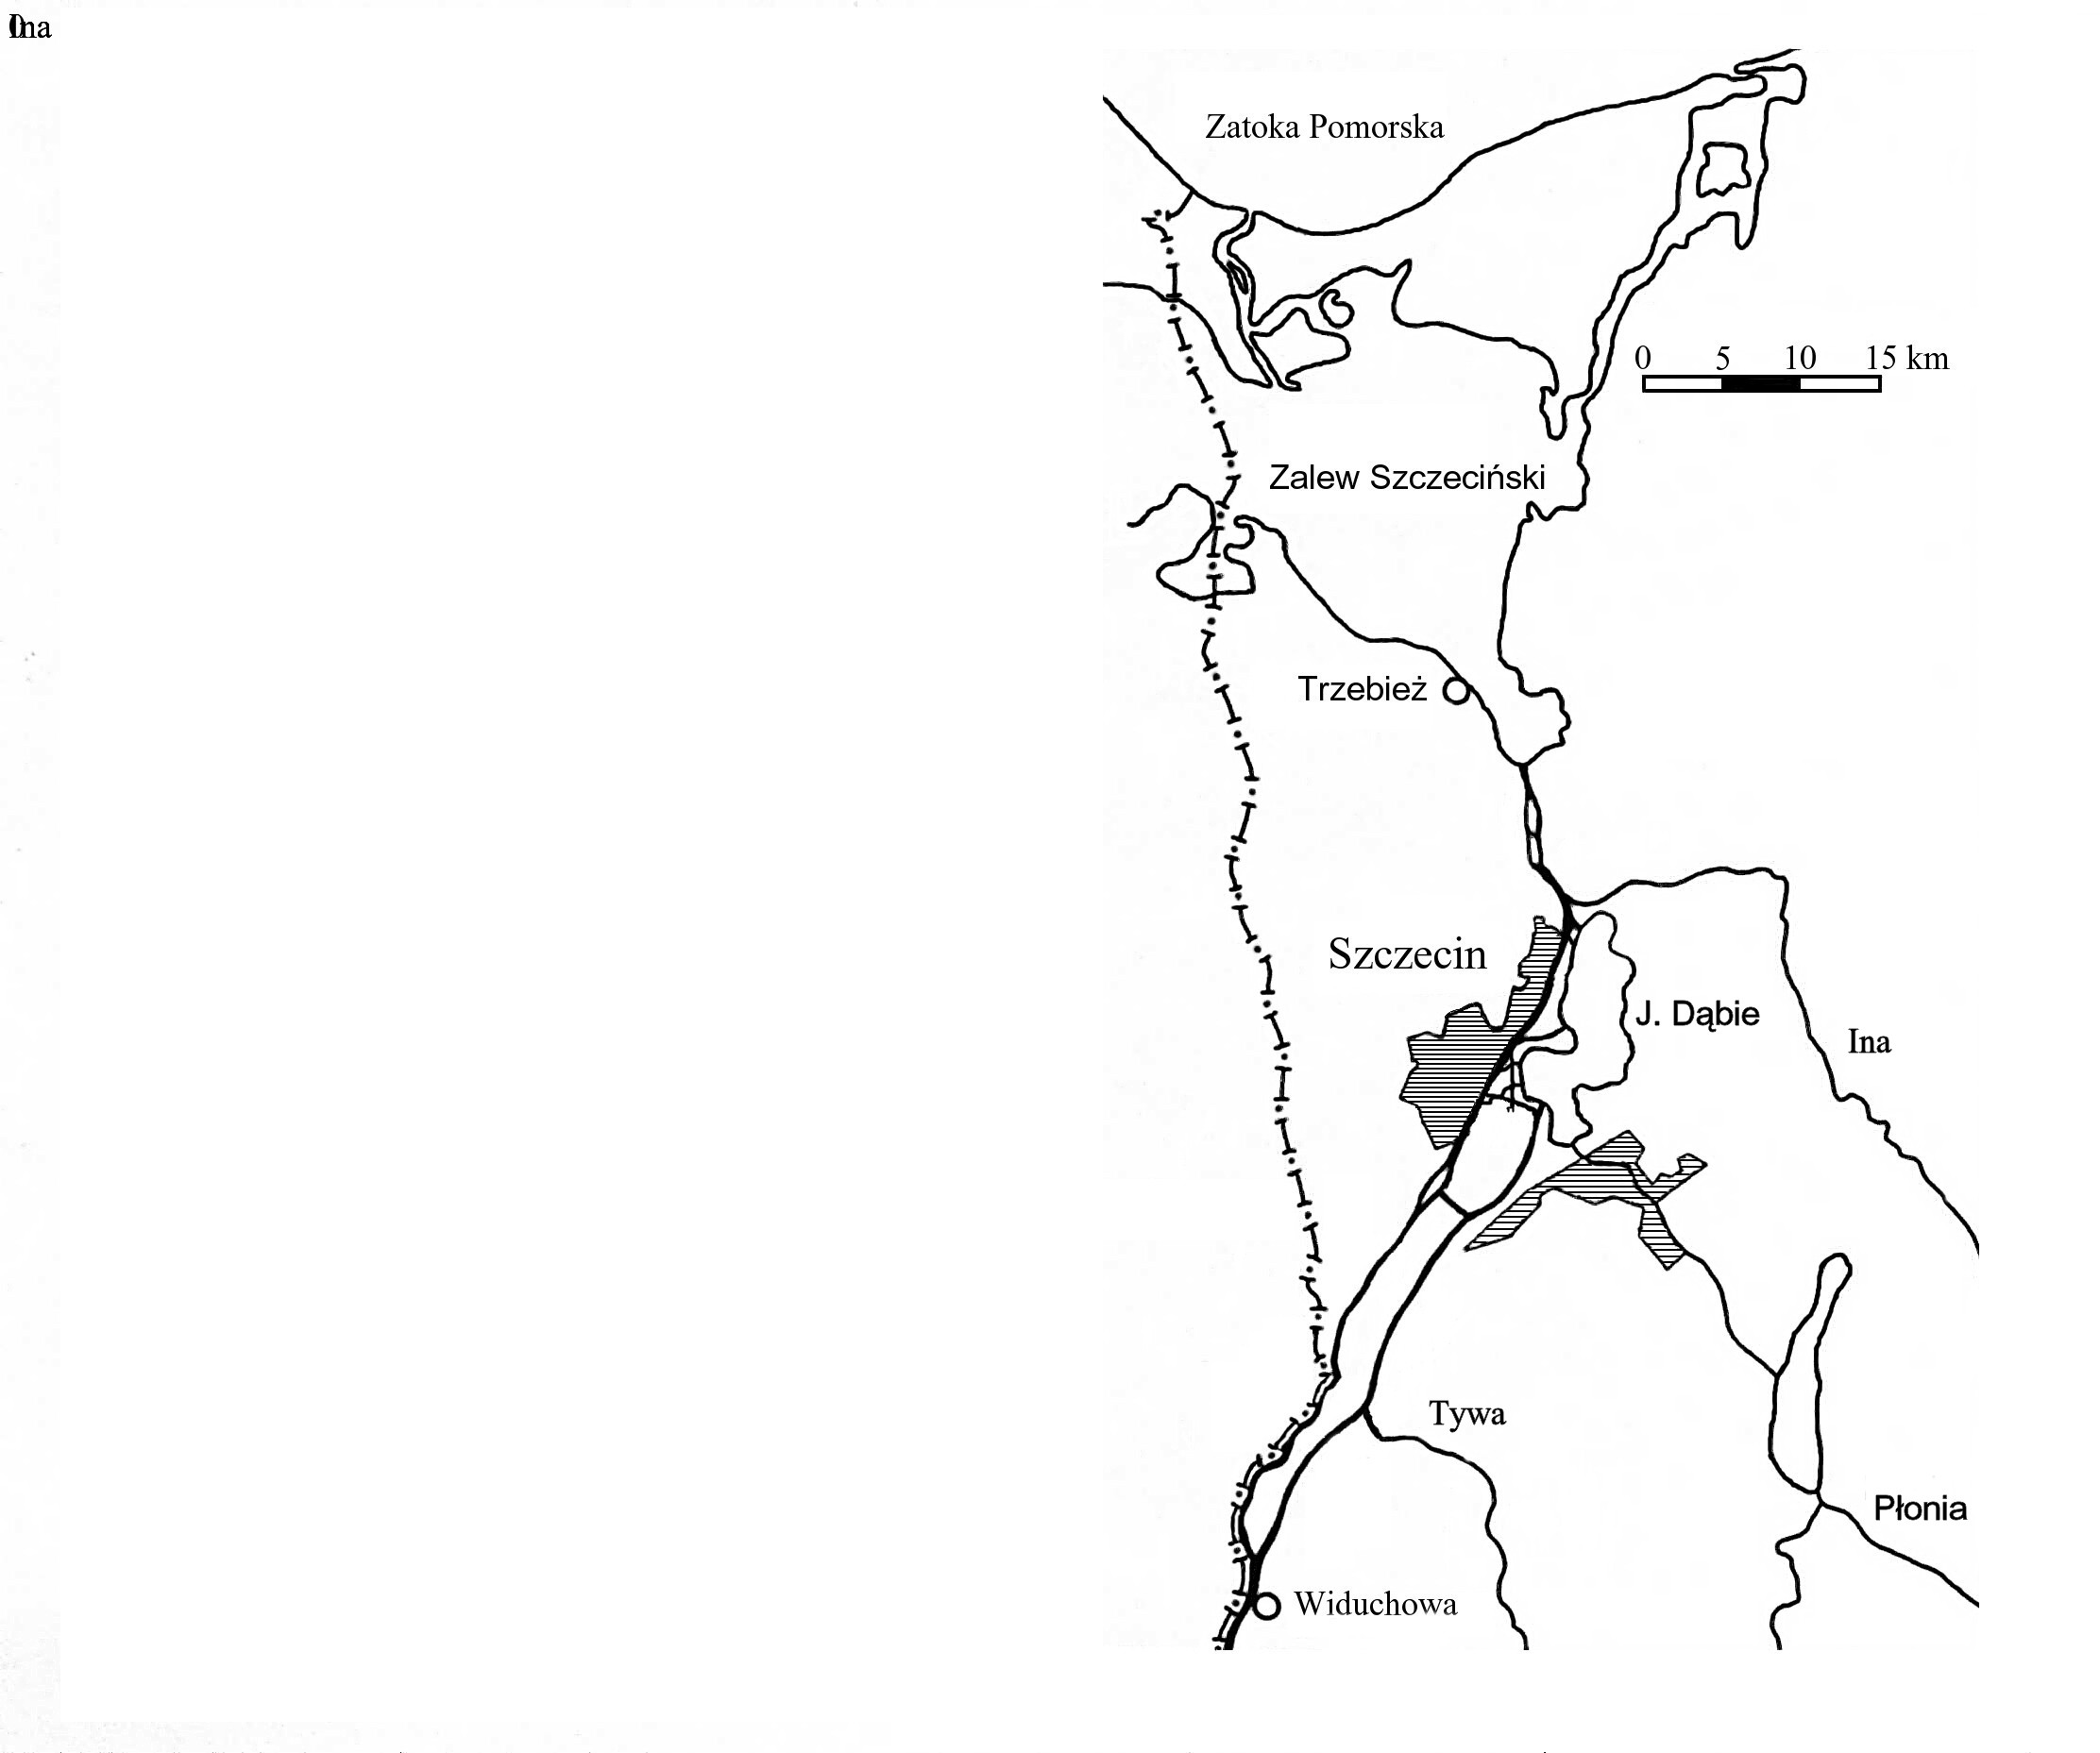 Ina
Zatoka Pomorska
0 5 10 15 km
Zalew Szczeciński
Trzebież
Szczecin
J. Dąbie
Ina
Tywa
Płonia
Widuchowa